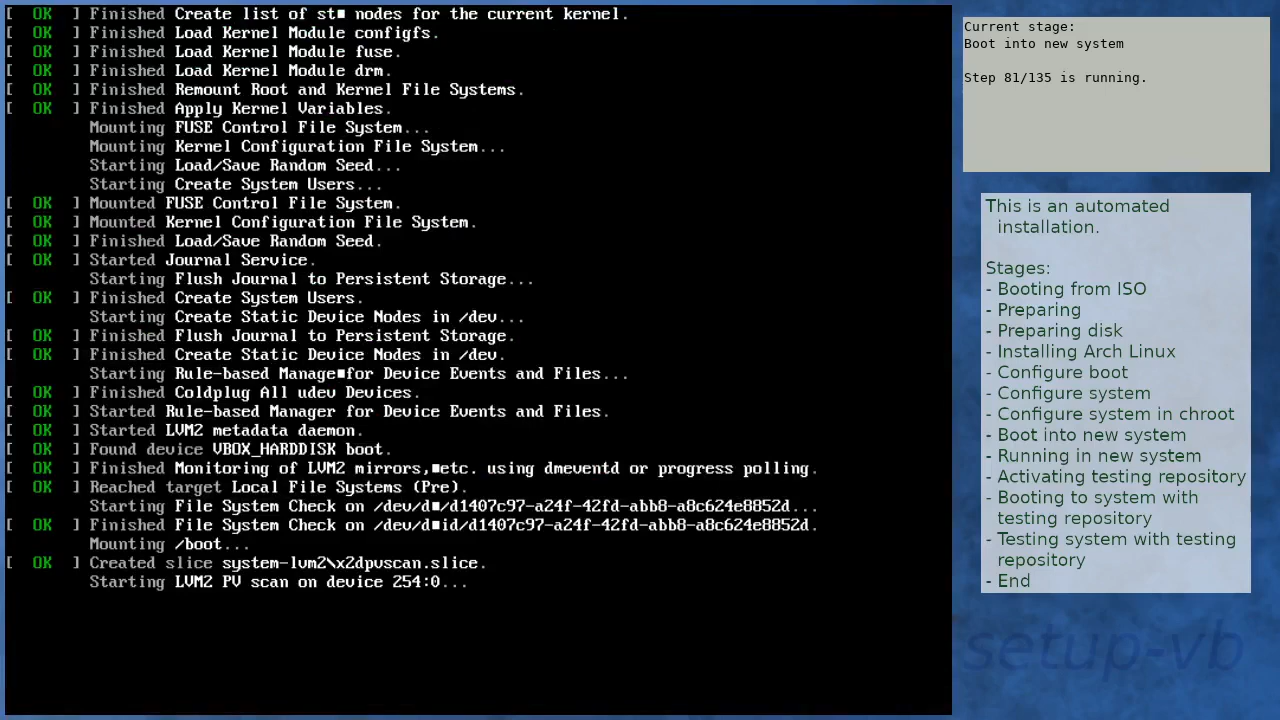 [  OK  ] Finished Create list of st■ nodes for the current kernel.
[  OK  ] Finished Load Kernel Module configfs.
[  OK  ] Finished Load Kernel Module fuse.
[  OK  ] Finished Load Kernel Module drm.
[  OK  ] Finished Remount Root and Kernel File Systems.
[  OK  ] Finished Apply Kernel Variables.
Mounting FUSE Control File System...
Mounting Kernel Configuration File System...
Starting Load/Save Random Seed...
Starting Create System Users...
[  OK  ] Mounted FUSE Control File System.
[  OK  ] Mounted Kernel Configuration File System.
[  OK  ] Finished Load/Save Random Seed.
[  OK  ] Started Journal Service.
Starting Flush Journal to Persistent Storage...
[  OK  ] Finished Create System Users.
Starting Create Static Device Nodes in /dev...
[  OK  ] Finished Flush Journal to Persistent Storage.
[  OK  ] Finished Create Static Device Nodes in /dev.
Starting Rule-based Manage■for Device Events and Files...
[  OK  ] Finished Coldplug All udev Devices.
[  OK  ] Started Rule-based Manager for Device Events and Files.
[  OK  ] Started LVM2 metadata daemon.
[  OK  ] Found device VBOX_HARDDISK boot.
[  OK  ] Finished Monitoring of LVM2 mirrors,■etc. using dmeventd or progress polling.
[  OK  ] Reached target Local File Systems (Pre).
Starting File System Check on /dev/d■/d1407c97-a24f-42fd-abb8-a8c624e8852d...
[  OK  ] Finished File System Check on /dev/d■id/d1407c97-a24f-42fd-abb8-a8c624e8852d.
Mounting /boot...
[  OK  ] Created slice system-lvm2\x2dpvscan.slice.
Starting LVM2 PV scan on device 254:0...
Current stage:
Boot into new system
Step 81/135 is running.
This is an automated
installation.
Stages:
- Booting from ISO
- Preparing
- Preparing disk
- Installing Arch Linux
- Configure boot
- Configure system
- Configure system in chroot
- Boot into new system
- Running in new system
- Activating testing repository
- Booting to system with
testing repository
- Testing system with testing
repository
- End
setup-vb